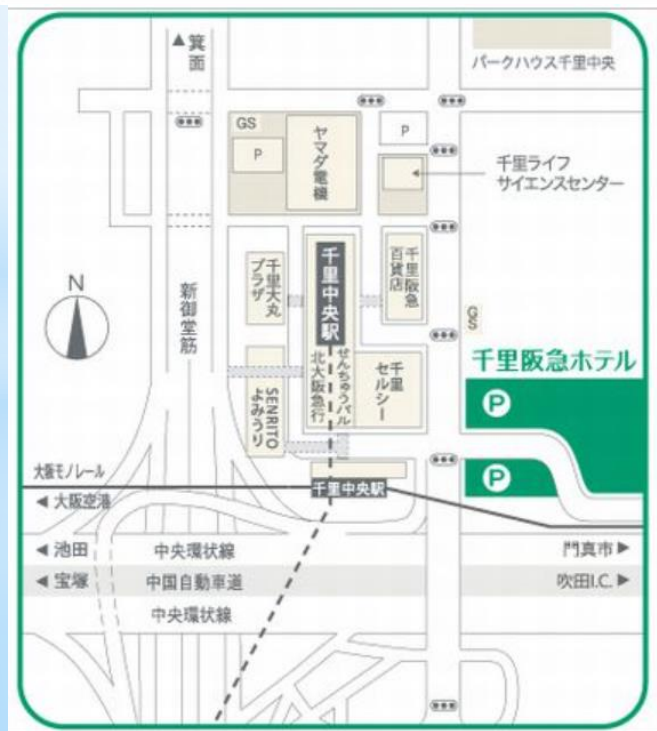 ▲箕面
パークハウス千里中央
GS
P
ヤマダ電機
P
千里ライフ
サイエンスセンター
N
新御堂筋
千里大丸
プラザ
千里中央駅
千里阪急
百貨店
GS
千里阪急ホテル
SENRITO
よみうり
北大阪急行
せんちゅうパル
千里
セルシー
P
P
大阪モノレール
千里中央駅
◀ 大阪空港
◀ 池田
中央環状線
門真市 ▶
◀ 宝塚
中国自動車道
吹田I.C. ▶
中央環状線